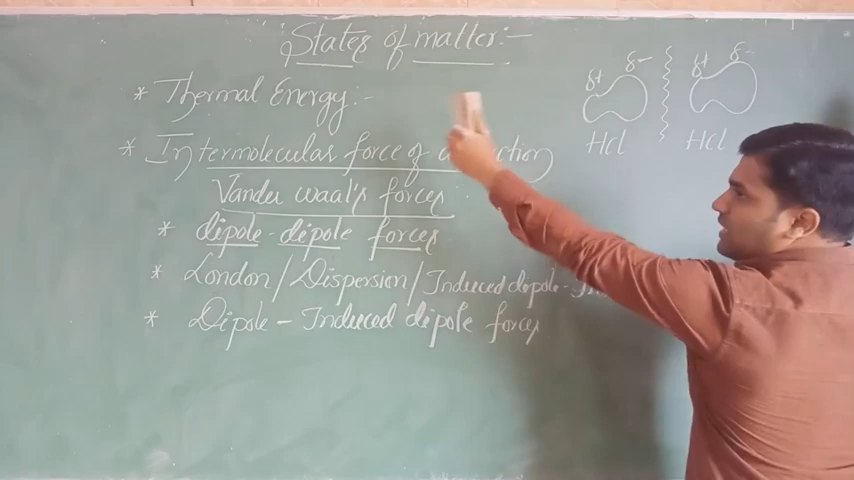 States of matter:-
* Thermal Energy:-
* Intermolecular force of
Vander waal's forces
* dipole-dipole forces
* London/Dispersion/Induced dipole-
* Dipole - Induced dipole forces
δ+ δ- δ+ δ-
HCl HCl